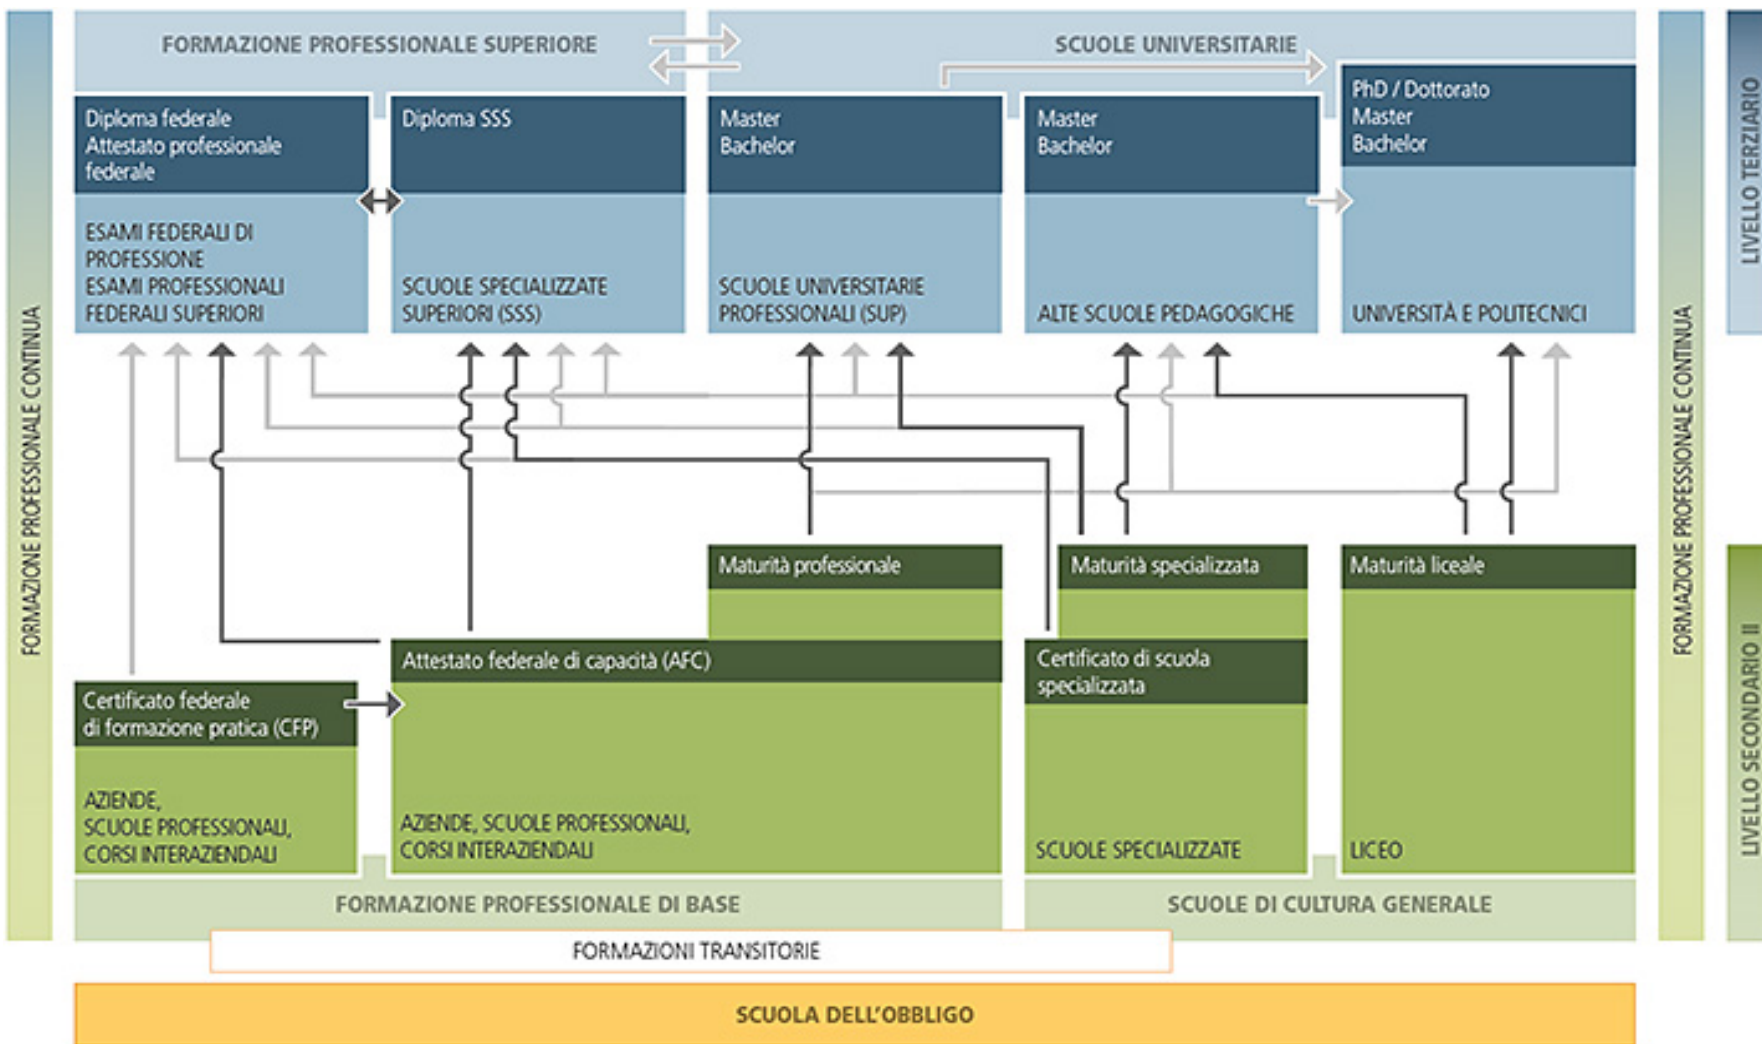 FORMAZIONE PROFESSIONALE SUPERIORE
SCUOLE UNIVERSITARIE
Diploma federale
Attestato professionale
federale
Diploma SSS
Master
Bachelor
Master
Bachelor
PhD / Dottorato
Master
Bachelor
ESAMI FEDERALI DI
PROFESSIONE
ESAMI PROFESSIONALI
FEDERALI SUPERIORI
SCUOLE SPECIALIZZATE
SUPERIORI (SSS)
SCUOLE UNIVERSITARIE
PROFESSIONALI (SUP)
ALTE SCUOLE PEDAGOGICHE
UNIVERSITÀ E POLITECNICI
FORMAZIONE PROFESSIONALE CONTINUA
FORMAZIONE PROFESSIONALE CONTINUA
LIVELLO TERZIARIO
LIVELLO SECONDARIO II
Maturità professionale
Maturità specializzata
Maturità liceale
Attestato federale di capacità (AFC)
Certificato di scuola
specializzata
Certificato federale
di formazione pratica (CFP)
AZIENDE,
SCUOLE PROFESSIONALI,
CORSI INTERAZIENDALI
AZIENDE, SCUOLE PROFESSIONALI,
CORSI INTERAZIENDALI
SCUOLE SPECIALIZZATE
LICEO
FORMAZIONE PROFESSIONALE DI BASE
SCUOLE DI CULTURA GENERALE
FORMAZIONI TRANSITORIE
SCUOLA DELL'OBBLIGO